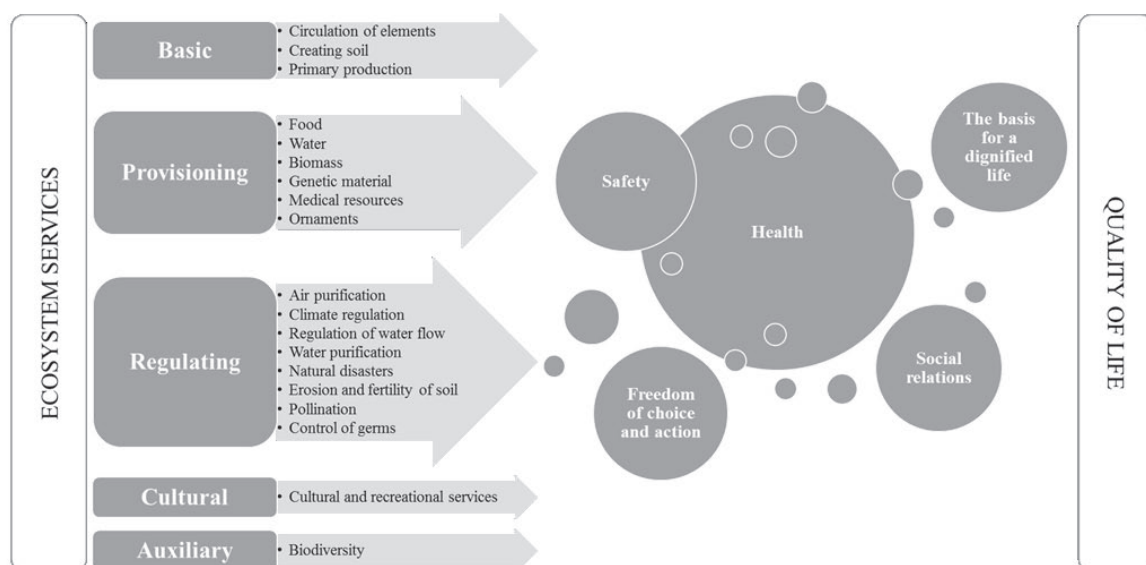 ECOSYSTEM SERVICES
Basic
• Circulation of elements
• Creating soil
• Primary production
Provisioning
• Food
• Water
• Biomass
• Genetic material
• Medical resources
• Ornaments
Regulating
• Air purification
• Climate regulation
• Regulation of water flow
• Water purification
• Natural disasters
• Erosion and fertility of soil
• Pollination
• Control of germs
Cultural
• Cultural and recreational services
Auxiliary
• Biodiversity
Safety
Health
The basis
for a
dignified
life
Freedom
of choice
and action
Social
relations
QUALITY OF LIFE